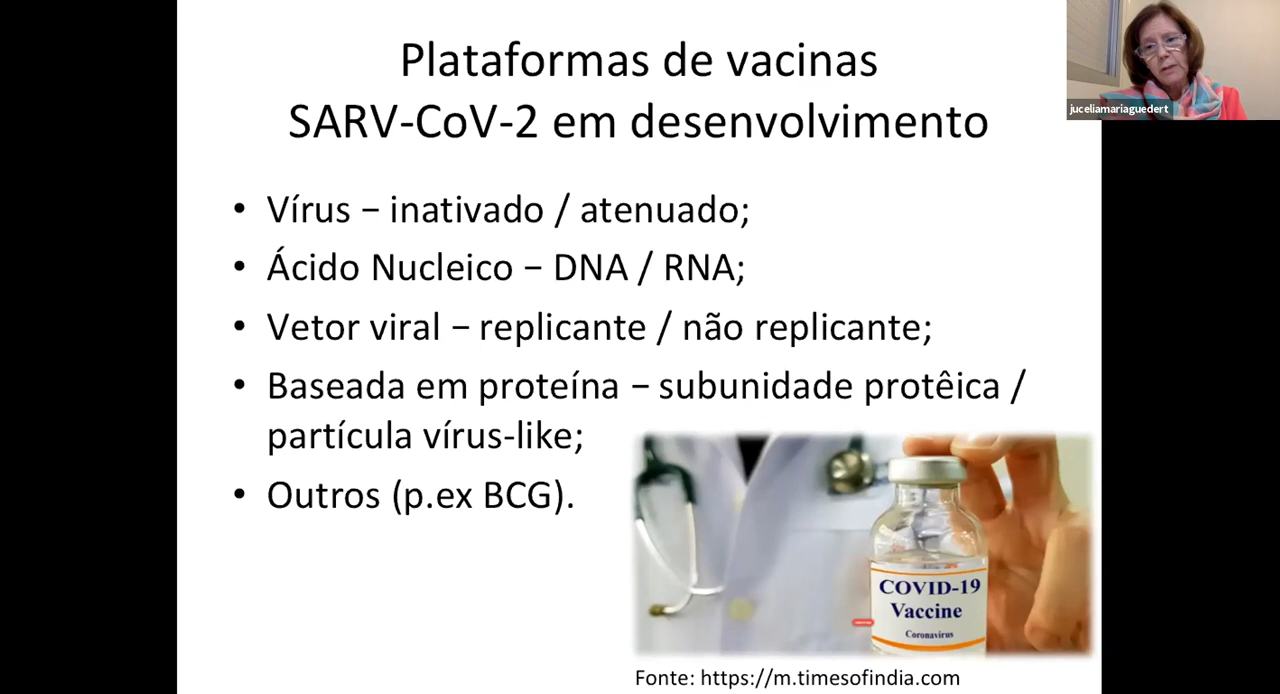 Plataformas de vacinas
SARV-CoV-2 em desenvolvimento
juceliamariaguedert
• Vírus – inativado / atenuado;
• Ácido Nucleico – DNA / RNA;
• Vetor viral – replicante / não replicante;
• Baseada em proteína – subunidade protêica /
partícula vírus-like;
• Outros (p.ex BCG).
COVID-19
Vaccine
Coronavirus
Fonte: https://m.timesofindia.com